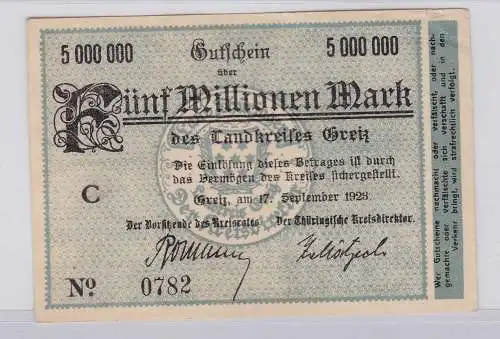 5 000 000 Gutschein 5 000 000
über
Fünf Millionen Mark
des Landkreises Greiz
Die Einlösung dieses Betrages ist durch
das Vermögen des Kreises sichergestellt.
C
Greiz, am 17. September 1923
Der Vorsitzende des Kreisrats Der Thüringische Kreisdirektor.
No 0782
Wer Gutscheine nachmacht oder verfälscht, oder nach-
gemachte oder verfälschte sich verschafft und in den
Verkehr bringt, wird strafrechtlich verfolgt.